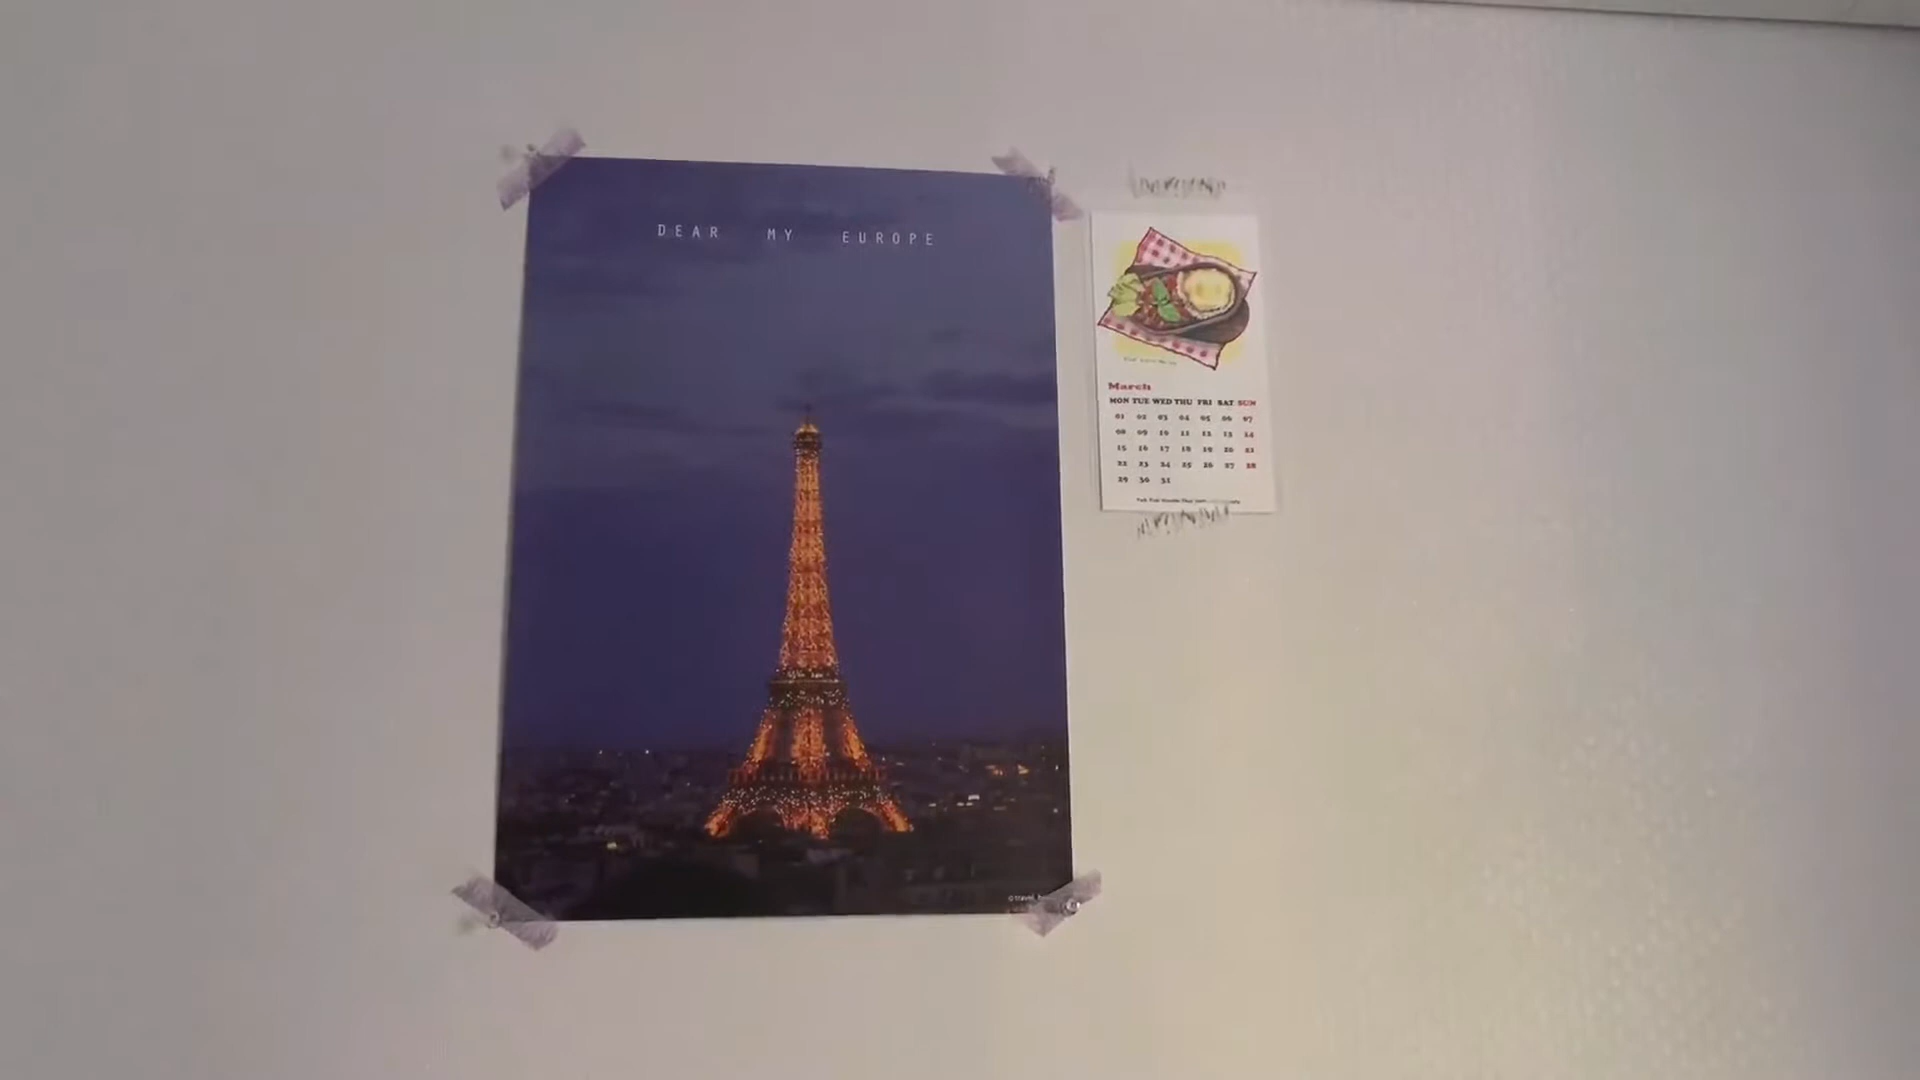 DEAR MY EUROPE
March
MON TUE WED THU FRI SAT SUN
01 02 03 04 05 06 07
08 09 10 11 12 13 14
15 16 17 18 19 20 21
22 23 24 25 26 27 28
29 30 31